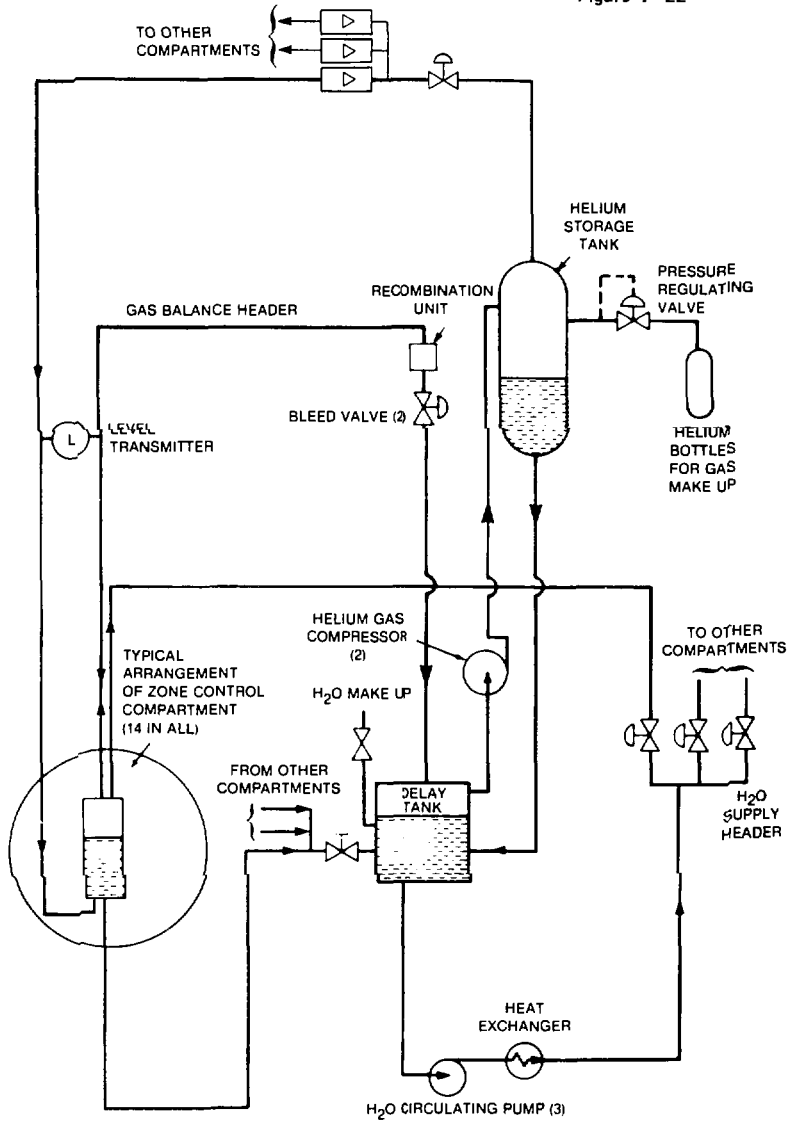 Figure 7-22
TO OTHER
COMPARTMENTS
HELIUM
STORAGE
TANK
PRESSURE
REGULATING
VALVE
RECOMBINATION
UNIT
GAS BALANCE HEADER
BLEED VALVE (2)
LEVEL
TRANSMITTER
L
HELIUM
BOTTLES
FOR GAS
MAKE UP
HELIUM GAS
COMPRESSOR
(2)
TO OTHER
COMPARTMENTS
TYPICAL
ARRANGEMENT
OF ZONE CONTROL
COMPARTMENT
(14 IN ALL)
H2O MAKE UP
FROM OTHER
COMPARTMENTS
DELAY
TANK
H2O
SUPPLY
HEADER
HEAT
EXCHANGER
H2O CIRCULATING PUMP (3)